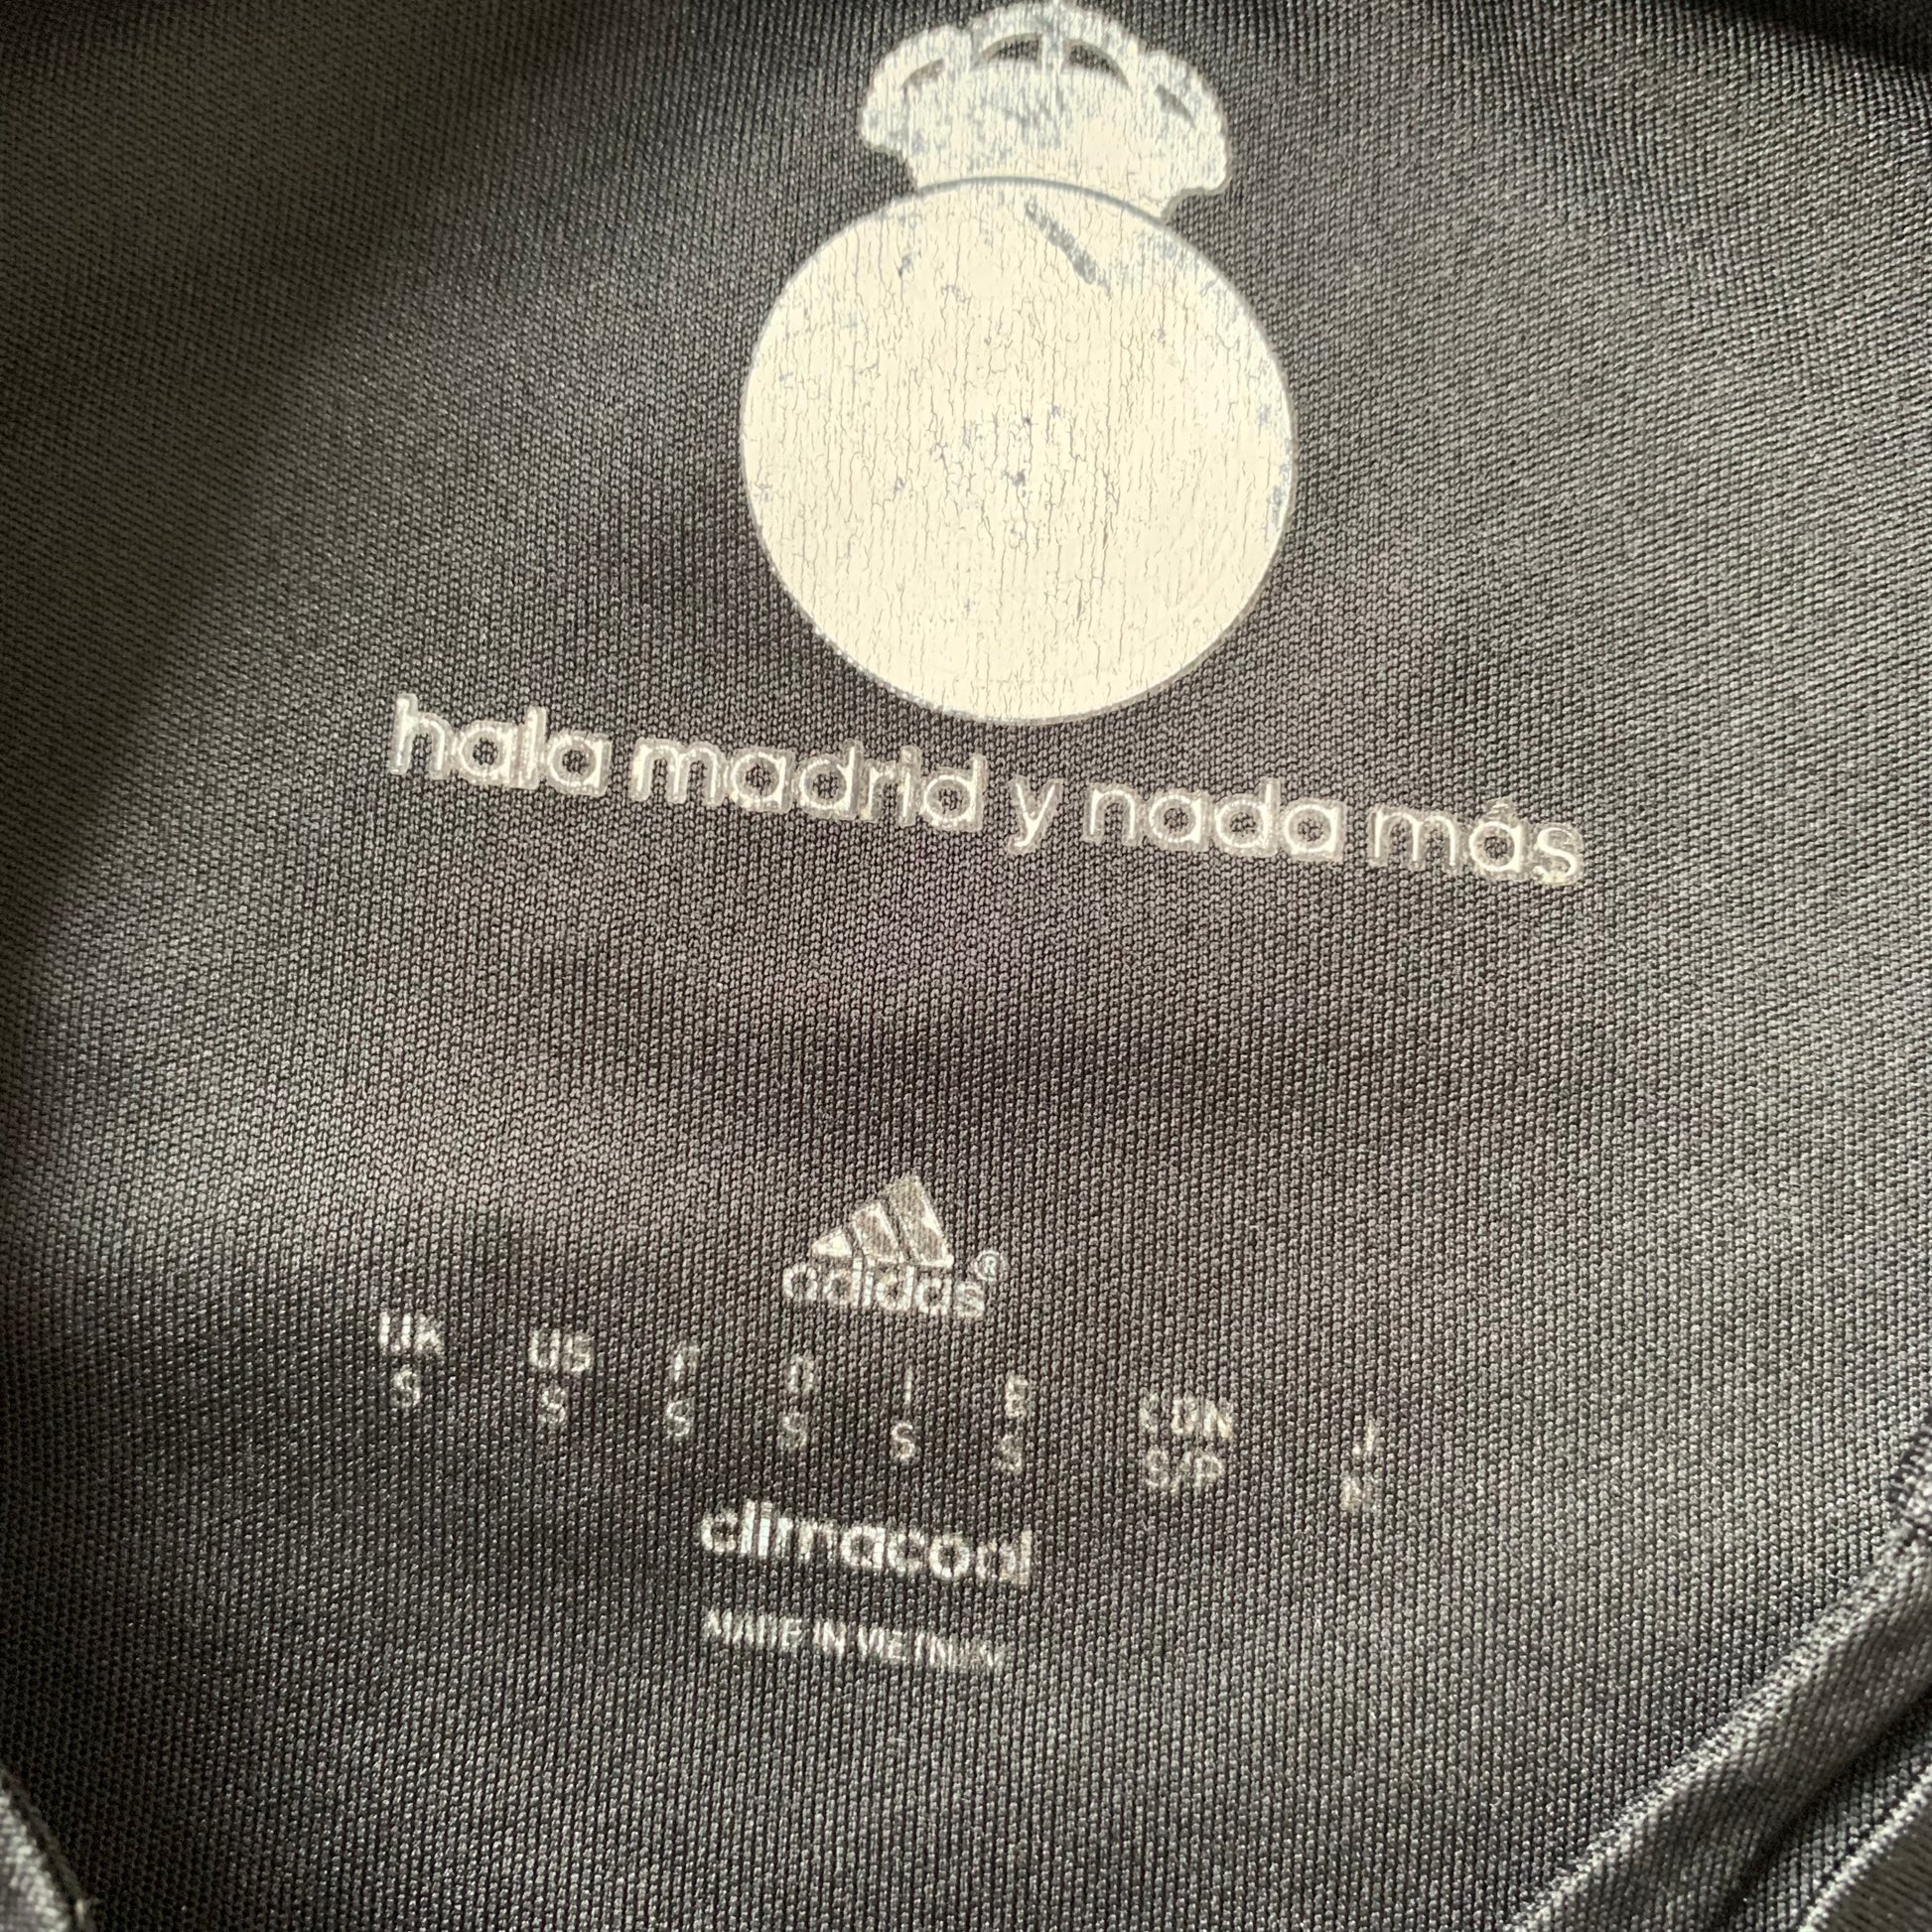 hala madrid y nada más
adidas®
UK US F D I E CDN J
S S S S S S S/P M
climacool
MADE IN VIETNAM